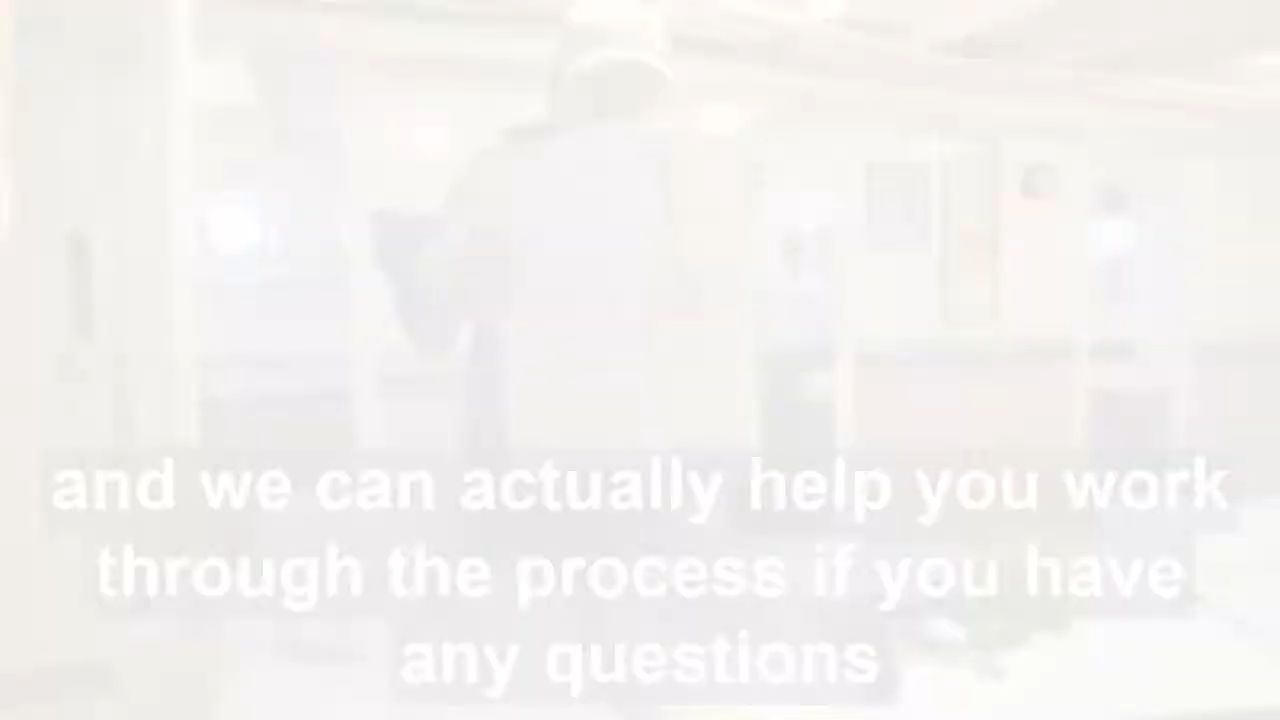 and we can actually help you work
through the process if you have
any questions